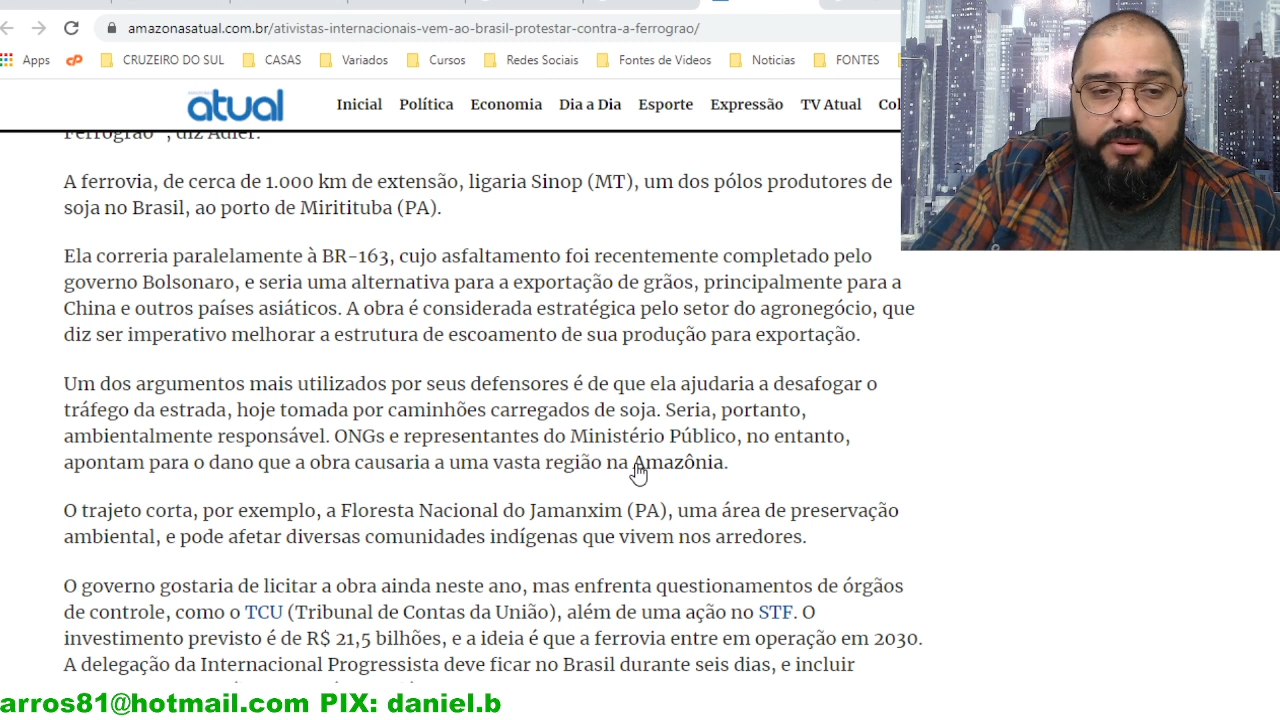 amazonasatual.com.br/ativistas-internacionais-vem-ao-brasil-protestar-contra-a-ferrograo/
Apps CRUZEIRO DO SUL CASAS Variados Cursos Redes Sociais Fontes de Videos Noticias FONTES
atual Inicial Política Economia Dia a Dia Esporte Expressão TV Atual Col
Ferrogrão", diz Adler.
A ferrovia, de cerca de 1.000 km de extensão, ligaria Sinop (MT), um dos pólos produtores de
soja no Brasil, ao porto de Miritituba (PA).
Ela correria paralelamente à BR-163, cujo asfaltamento foi recentemente completado pelo
governo Bolsonaro, e seria uma alternativa para a exportação de grãos, principalmente para a
China e outros países asiáticos. A obra é considerada estratégica pelo setor do agronegócio, que
diz ser imperativo melhorar a estrutura de escoamento de sua produção para exportação.
Um dos argumentos mais utilizados por seus defensores é de que ela ajudaria a desafogar o
tráfego da estrada, hoje tomada por caminhões carregados de soja. Seria, portanto,
ambientalmente responsável. ONGs e representantes do Ministério Público, no entanto,
apontam para o dano que a obra causaria a uma vasta região na Amazônia.
O trajeto corta, por exemplo, a Floresta Nacional do Jamanxim (PA), uma área de preservação
ambiental, e pode afetar diversas comunidades indígenas que vivem nos arredores.
O governo gostaria de licitar a obra ainda neste ano, mas enfrenta questionamentos de órgãos
de controle, como o TCU (Tribunal de Contas da União), além de uma ação no STF. O
investimento previsto é de R$ 21,5 bilhões, e a ideia é que a ferrovia entre em operação em 2030.
A delegação da Internacional Progressista deve ficar no Brasil durante seis dias, e incluir
arros81@hotmail.com PIX: daniel.b